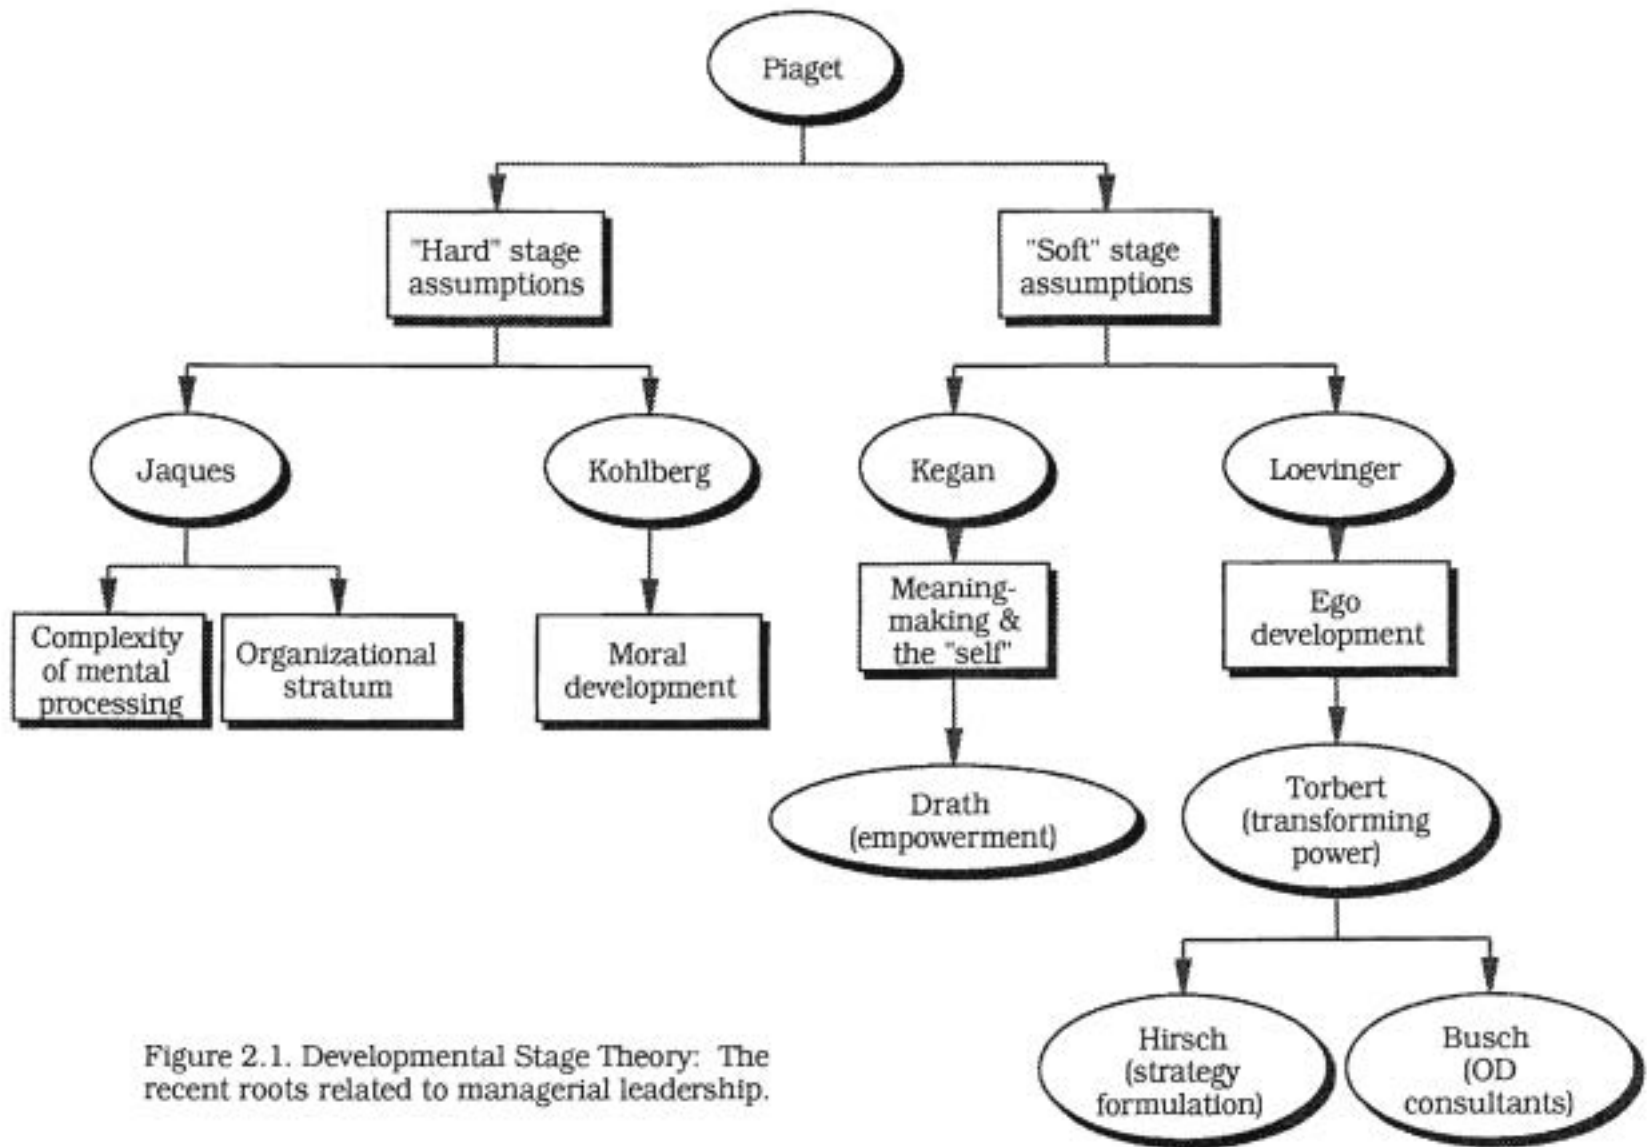 Piaget
"Hard" stage
assumptions
"Soft" stage
assumptions
Jaques
Kohlberg
Kegan
Loevinger
Complexity
of mental
processing
Organizational
stratum
Moral
development
Meaning-
making &
the "self"
Ego
development
Drath
(empowerment)
Torbert
(transforming
power)
Hirsch
(strategy
formulation)
Busch
(OD
consultants)
Figure 2.1. Developmental Stage Theory: The
recent roots related to managerial leadership.